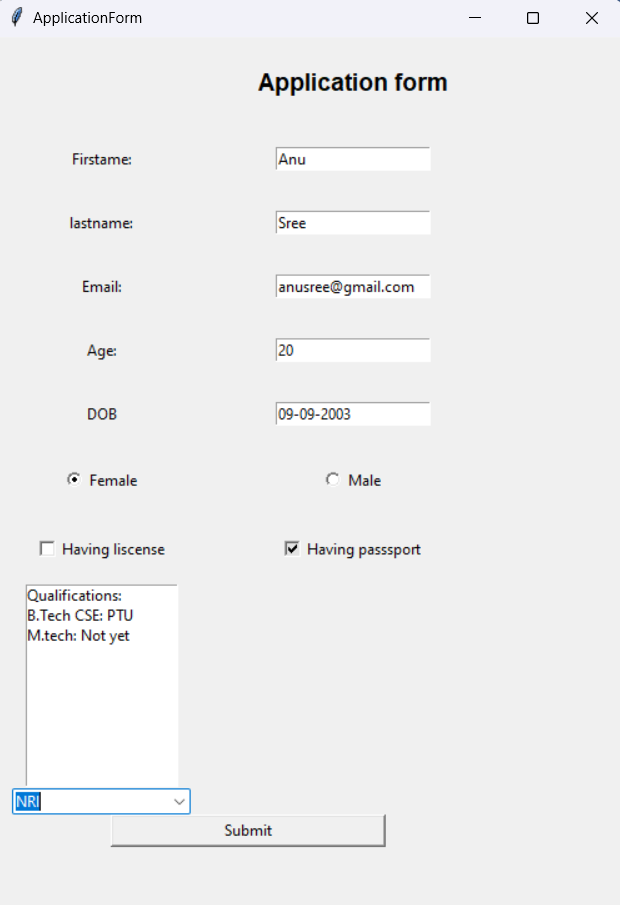 ApplicationForm
Application form
Firstame: Anu
lastname: Sree
Email: anusree@gmail.com
Age: 20
DOB 09-09-2003
Female Male
Having liscense Having passsport
Qualifications:
B.Tech CSE: PTU
M.tech: Not yet
NRI
Submit